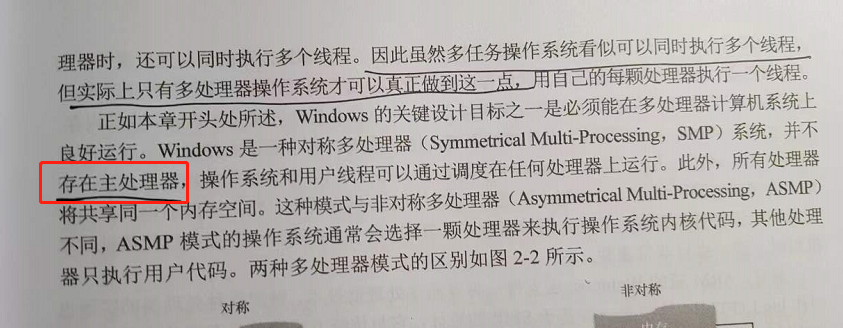 理器时，还可以同时执行多个线程。因此虽然多任务操作系统看似可以同时执行多个线程，
但实际上只有多处理器操作系统才可以真正做到这一点，用自己的每颗处理器执行一个线程。
正如本章开头处所述，Windows 的关键设计目标之一是必须能在多处理器计算机系统上
良好运行。Windows 是一种对称多处理器（Symmetrical Multi-Processing, SMP）系统，并不
存在主处理器，操作系统和用户线程可以通过调度在任何处理器上运行。此外，所有处理器
将共享同一个内存空间。这种模式与非对称多处理器（Asymmetrical Multi-Processing, ASMP）
不同，ASMP 模式的操作系统通常会选择一颗处理器来执行操作系统内核代码，其他处理
器只执行用户代码。两种多处理器模式的区别如图 2-2 所示。
对称
非对称